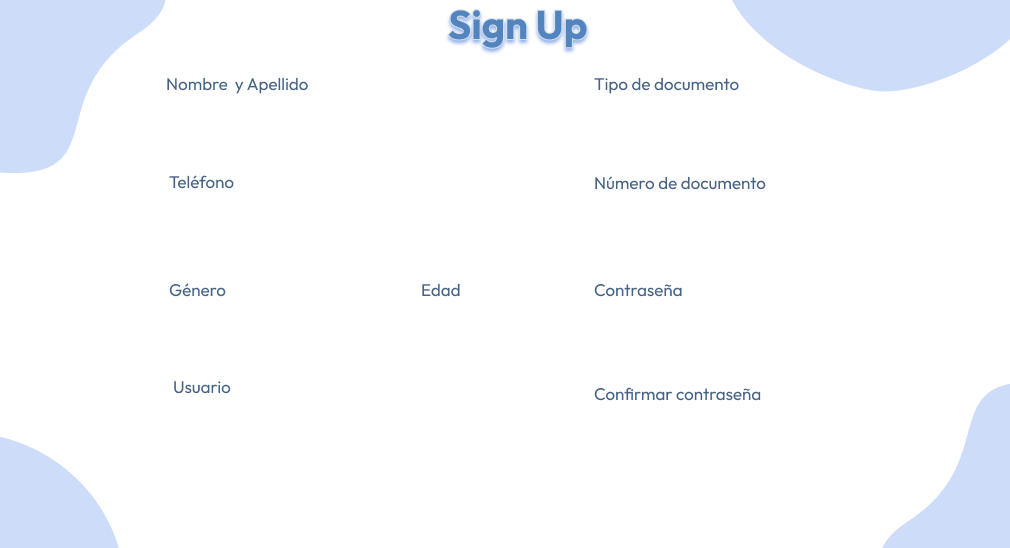 Sign Up
Nombre  y Apellido
Tipo de documento
Teléfono
Número de documento
Género
Edad
Contraseña
Usuario
Confirmar contraseña